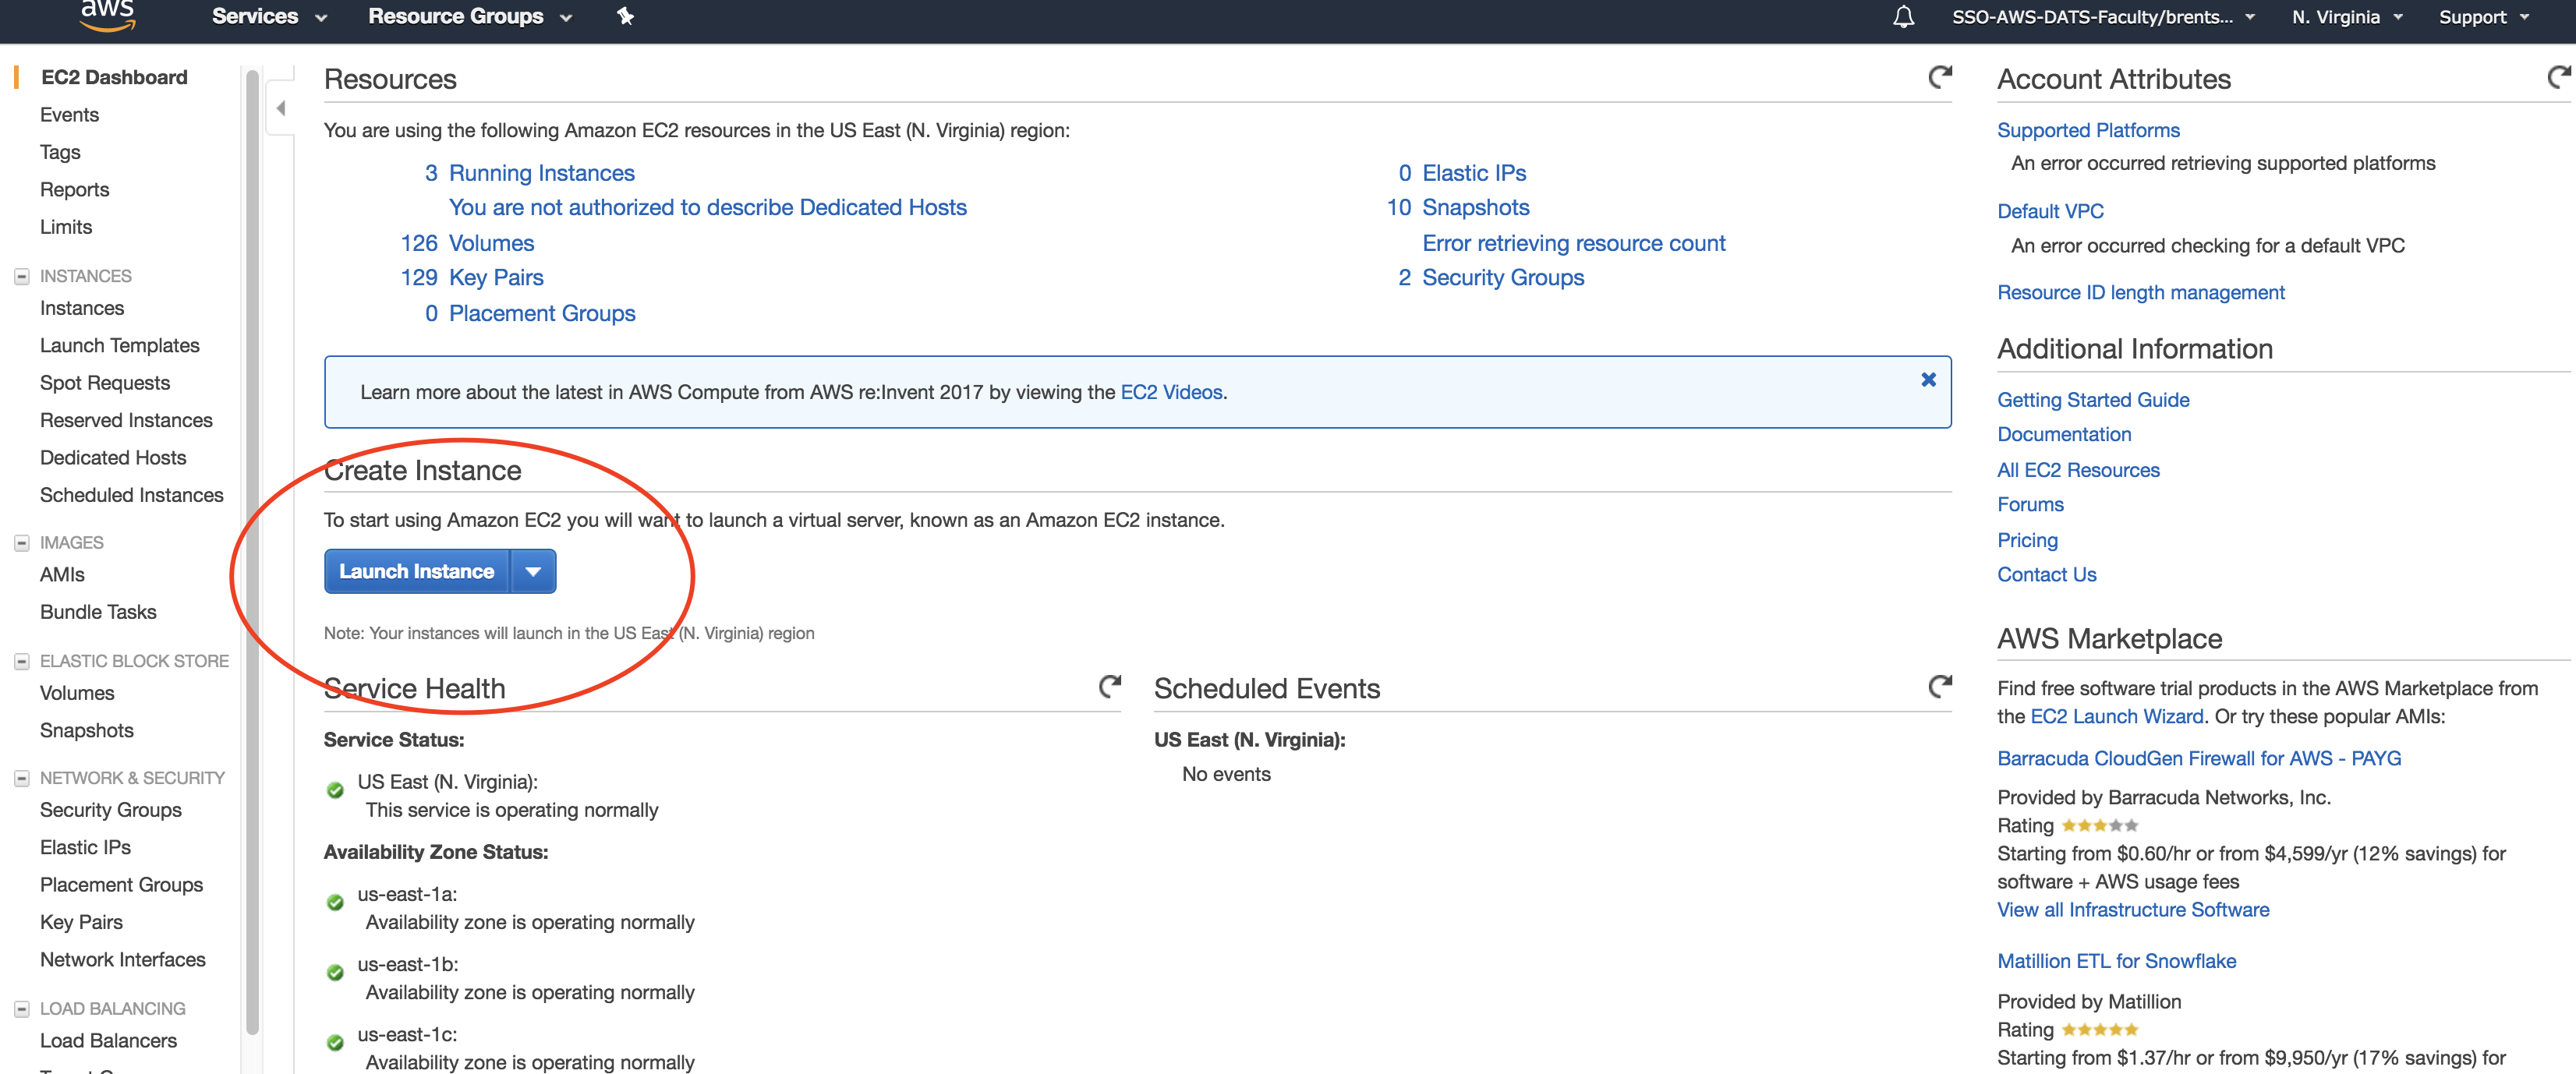 aws
Services
Resource Groups
SSO-AWS-DATS-Faculty/brents...
N. Virginia
Support
EC2 Dashboard
Events
Tags
Reports
Limits
INSTANCES
Instances
Launch Templates
Spot Requests
Reserved Instances
Dedicated Hosts
Scheduled Instances
IMAGES
AMIs
Bundle Tasks
ELASTIC BLOCK STORE
Volumes
Snapshots
NETWORK & SECURITY
Security Groups
Elastic IPs
Placement Groups
Key Pairs
Network Interfaces
LOAD BALANCING
Load Balancers
Resources
You are using the following Amazon EC2 resources in the US East (N. Virginia) region:
3 Running Instances
You are not authorized to describe Dedicated Hosts
126 Volumes
129 Key Pairs
0 Placement Groups
0 Elastic IPs
10 Snapshots
Error retrieving resource count
2 Security Groups
Learn more about the latest in AWS Compute from AWS re:Invent 2017 by viewing the EC2 Videos.
Create Instance
To start using Amazon EC2 you will want to launch a virtual server, known as an Amazon EC2 instance.
Launch Instance
Note: Your instances will launch in the US East (N. Virginia) region
Service Health
Service Status:
US East (N. Virginia):
This service is operating normally
Availability Zone Status:
us-east-1a:
Availability zone is operating normally
us-east-1b:
Availability zone is operating normally
us-east-1c:
Availability zone is operating normally
Scheduled Events
US East (N. Virginia):
No events
Account Attributes
Supported Platforms
An error occurred retrieving supported platforms
Default VPC
An error occurred checking for a default VPC
Resource ID length management
Additional Information
Getting Started Guide
Documentation
All EC2 Resources
Forums
Pricing
Contact Us
AWS Marketplace
Find free software trial products in the AWS Marketplace from
the EC2 Launch Wizard. Or try these popular AMIs:
Barracuda CloudGen Firewall for AWS - PAYG
Provided by Barracuda Networks, Inc.
Rating
Starting from $0.60/hr or from $4,599/yr (12% savings) for
software + AWS usage fees
View all Infrastructure Software
Matillion ETL for Snowflake
Provided by Matillion
Rating
Starting from $1.37/hr or from $9,950/yr (17% savings) for